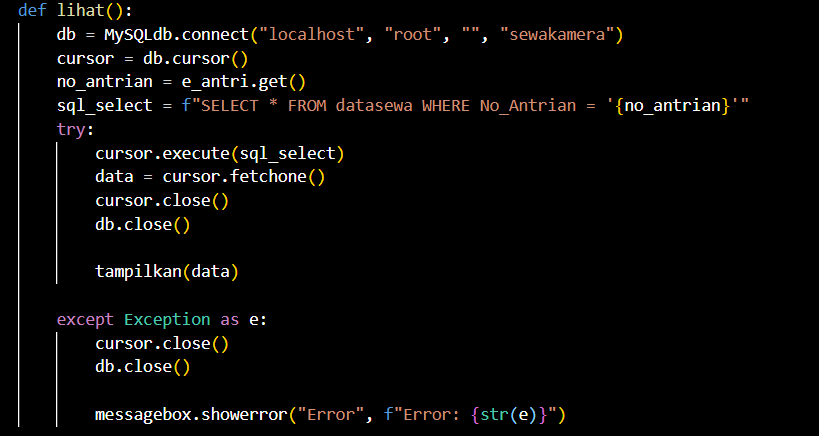 def lihat():
    db = MySQLdb.connect("localhost", "root", "", "sewakamera")
    cursor = db.cursor()
    no_antrian = e_antri.get()
    sql_select = f"SELECT * FROM datasewa WHERE No_Antrian = '{no_antrian}'"
    try:
        cursor.execute(sql_select)
        data = cursor.fetchone()
        cursor.close()
        db.close()

        tampilkan(data)

    except Exception as e:
        cursor.close()
        db.close()

        messagebox.showerror("Error", f"Error: {str(e)}")